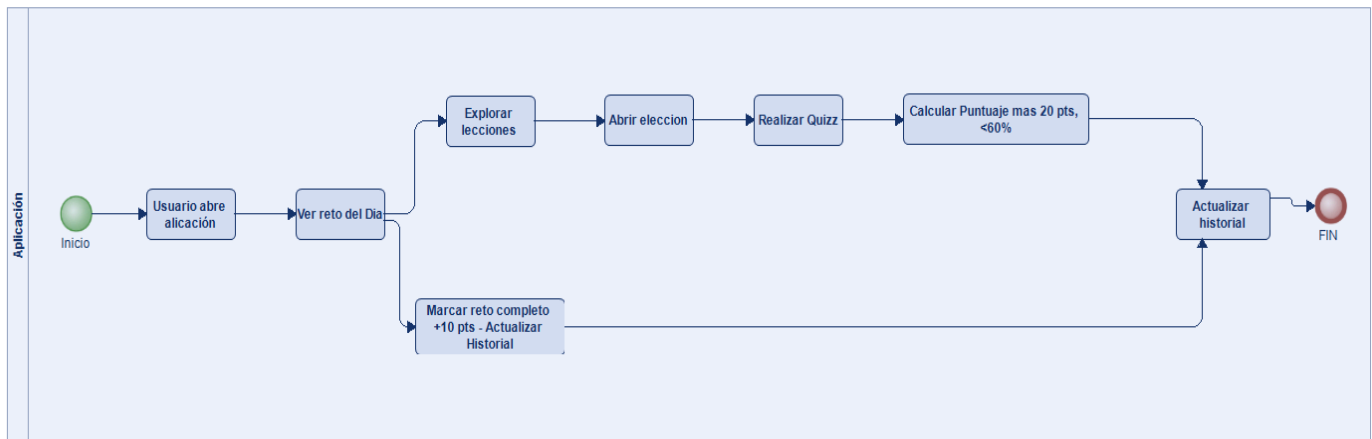 Aplicación
Inicio
Usuario abre
alicación
Ver reto del Dia
Explorar
lecciones
Abrir eleccion
Realizar Quizz
Calcular Puntuaje mas 20 pts,
<60%
Marcar reto completo
+10 pts - Actualizar
Historial
Actualizar
historial
FIN